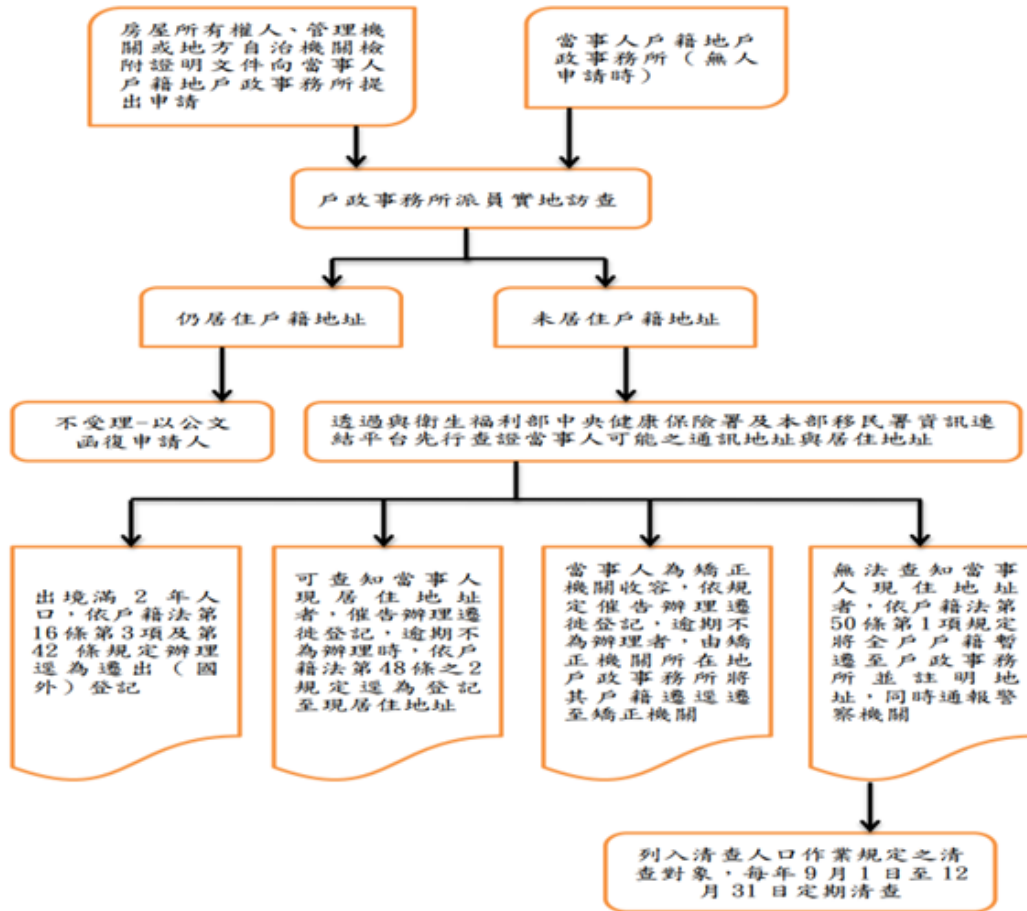 房屋所有權人、管理機
關或地方自治機關檢
附證明文件向當事人
戶籍地戶政事務所提
出申請
當事人戶籍地戶
政事務所（無人
申請時）
戶政事務所派員實地訪查
仍居住戶籍地址
未居住戶籍地址
不受理-以公文
函復申請人
透過與衛生福利部中央健康保險署及本部移民署資訊連
結平台先行查證當事人可能之通訊地址與居住地址
出境滿 2 年人
口，依戶籍法第
16條第3項及第
42 條規定辦理
逕為遷出（國
外）登記
可查知當事人
現居住地址
者，催告辦理遷
徙登記，逾期不
為辦理時，依戶
籍法第48條之2
規定逕為登記
至現居住地址
當事人為矯正
機關收容，依規
定催告辦理遷
徙登記，逾期不
為辦理者，由矯
正機關所在地
戶政事務所將
其戶籍遷逕遷
至矯正機關
無法查知當事
人現住地址
者，依戶籍法第
50條第1項規定
將全戶戶籍暫
遷至戶政事務
所並註明地
址，同時通報警
察機關
列入清查人口作業規定之清
查對象，每年 9 月 1 日至 12
月 31 日定期清查